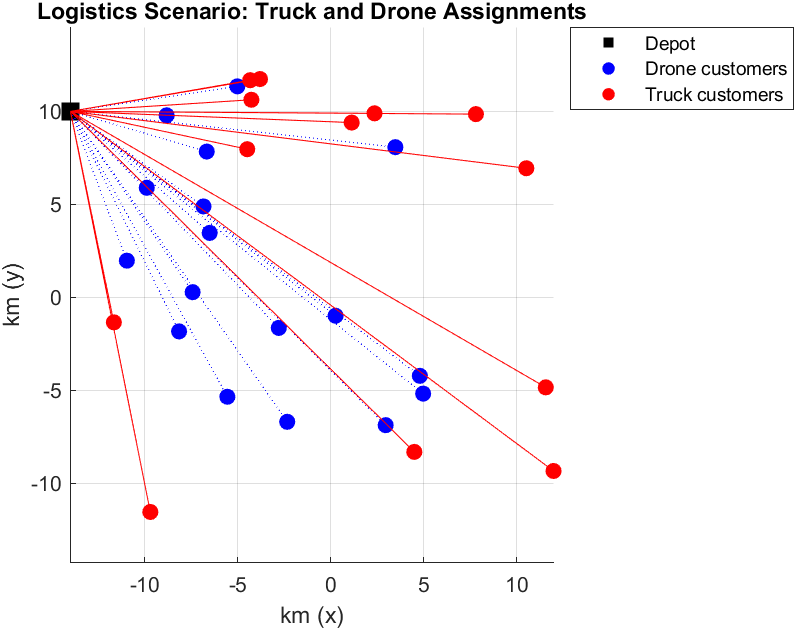 Logistics Scenario: Truck and Drone Assignments
Depot
Drone customers
Truck customers
10
5
0
-5
-10
km (y)
-10
-5
0
5
10
km (x)